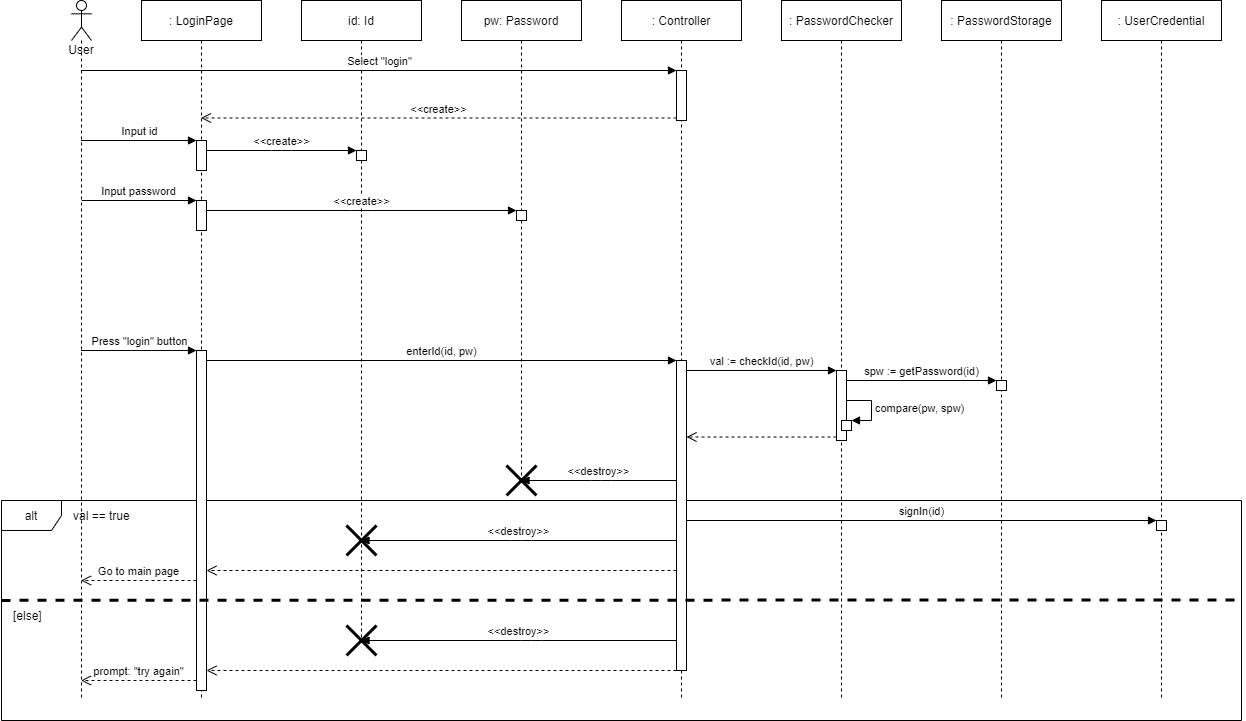 User
: LoginPage
id: Id
pw: Password
: Controller
: PasswordChecker
: PasswordStorage
: UserCredential
Select "login"
<<create>>
Input id
<<create>>
Input password
<<create>>
Press "login" button
enterId(id, pw)
val := checkId(id, pw)
spw := getPassword(id)
compare(pw, spw)
<<destroy>>
alt
val == true
signIn(id)
<<destroy>>
Go to main page
[else]
<<destroy>>
prompt: "try again"